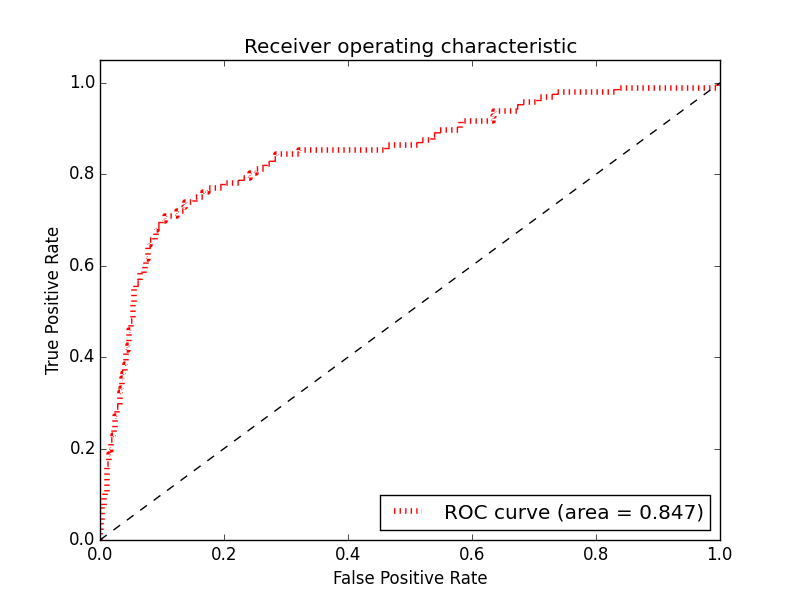 Receiver operating characteristic
1.0
0.8
0.6
0.4
0.2
0.0
True Positive Rate
ROC curve (area = 0.847)
0.0 0.2 0.4 0.6 0.8 1.0
False Positive Rate